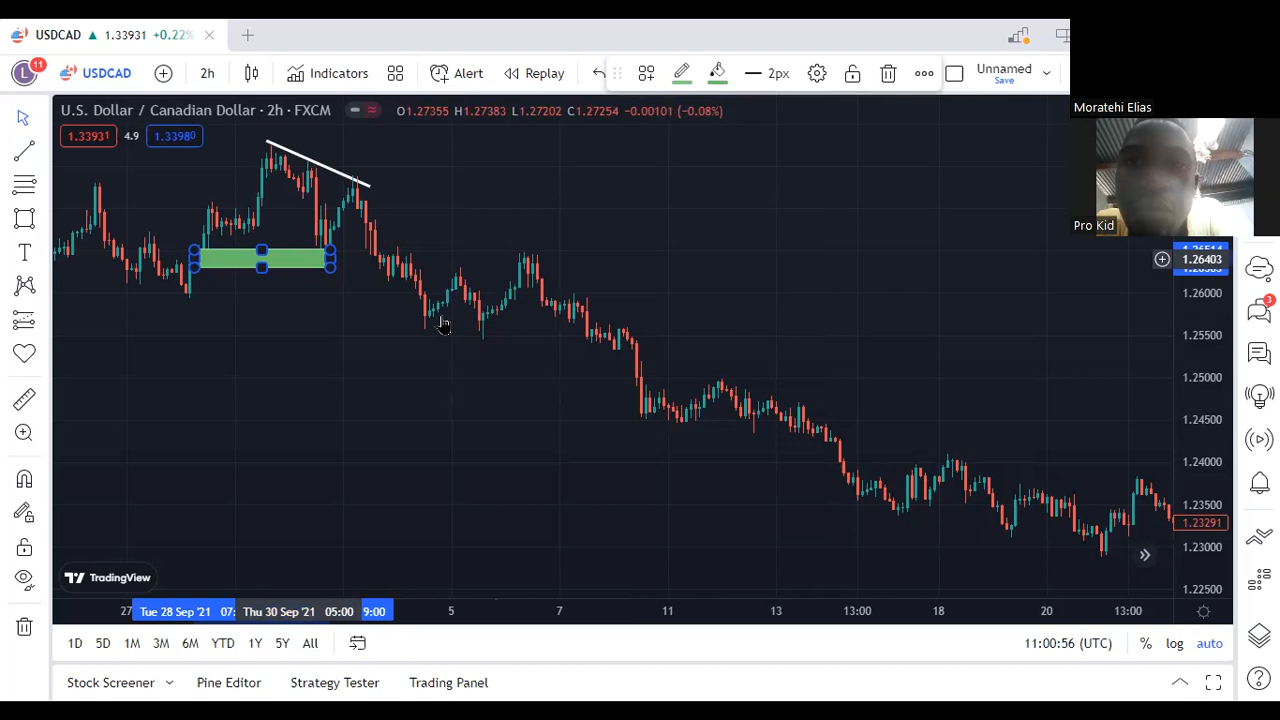 USDCAD ▲ 1.33931 +0.22%
L 11 USDCAD 2h Indicators Alert Replay 2px Unnamed
Save
Moratehi Elias
U.S. Dollar / Canadian Dollar · 2h · FXCM O1.27355 H1.27383 L1.27202 C1.27254 −0.00101 (−0.08%)
1.33931 4.9 1.33980
Pro Kid
1.26403
1.26000
1.25500
1.25000
1.24500
1.24000
1.23500
1.23291
1.23000
1.22500
3
TradingView
27 Tue 28 Sep '21 07: Thu 30 Sep '21 05:00 9:00 5 7 11 13 13:00 18 20 13:00
1D 5D 1M 3M 6M YTD 1Y 5Y All 11:00:56 (UTC) % log auto
Stock Screener Pine Editor Strategy Tester Trading Panel